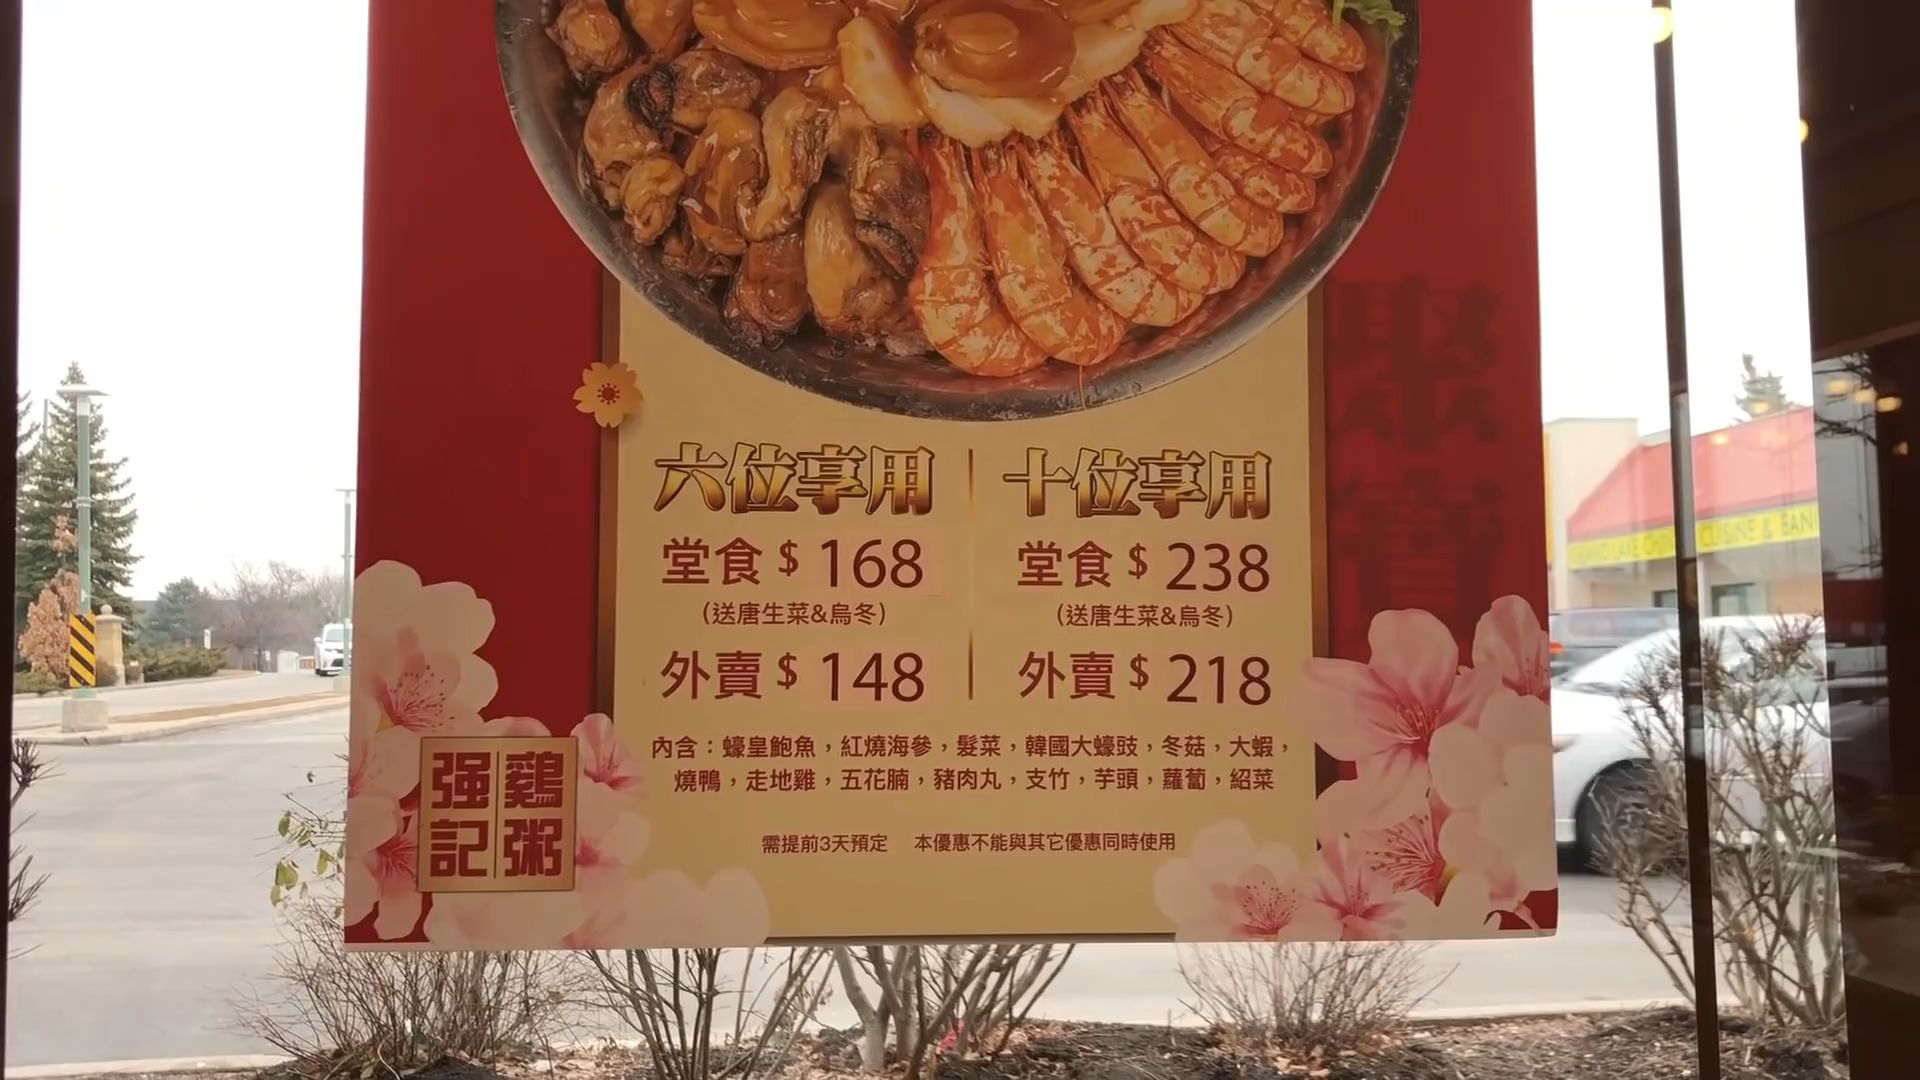 六位享用
堂食 $ 168
(送唐生菜&烏冬)
外賣 $ 148
十位享用
堂食 $ 238
(送唐生菜&烏冬)
外賣 $ 218
內含：蠔皇鮑魚，紅燒海參，髮菜，韓國大蠔豉，冬菇，大蝦，
燒鴨，走地雞，五花腩，豬肉丸，支竹，芋頭，蘿蔔，紹菜
需提前3天預定 本優惠不能與其它優惠同時使用
强記
鷄粥
聚
寶
CUISINE & BAN